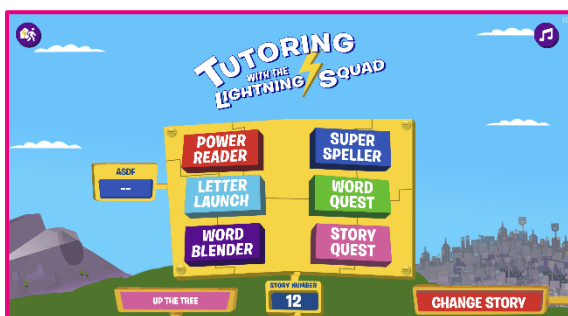 TUTORING
WITH THE
LIGHTNING SQUAD
POWER
READER
SUPER
SPELLER
ASDF
--
LETTER
LAUNCH
WORD
QUEST
WORD
BLENDER
STORY
QUEST
UP THE TREE
STORY NUMBER
12
CHANGE STORY